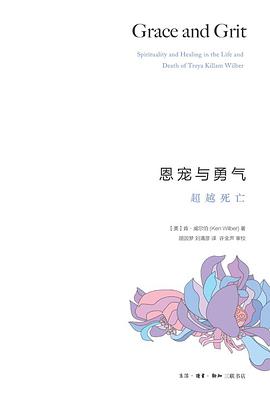 Grace and Grit
Spirituality and Healing in the Life and
Death of Treya Killam Wilber
恩宠与勇气
超越死亡
【美】肯·威尔伯 (Ken Wilber) 著
胡因梦 刘清彦 译 许金声 审校
生活·读书·新知 三联书店